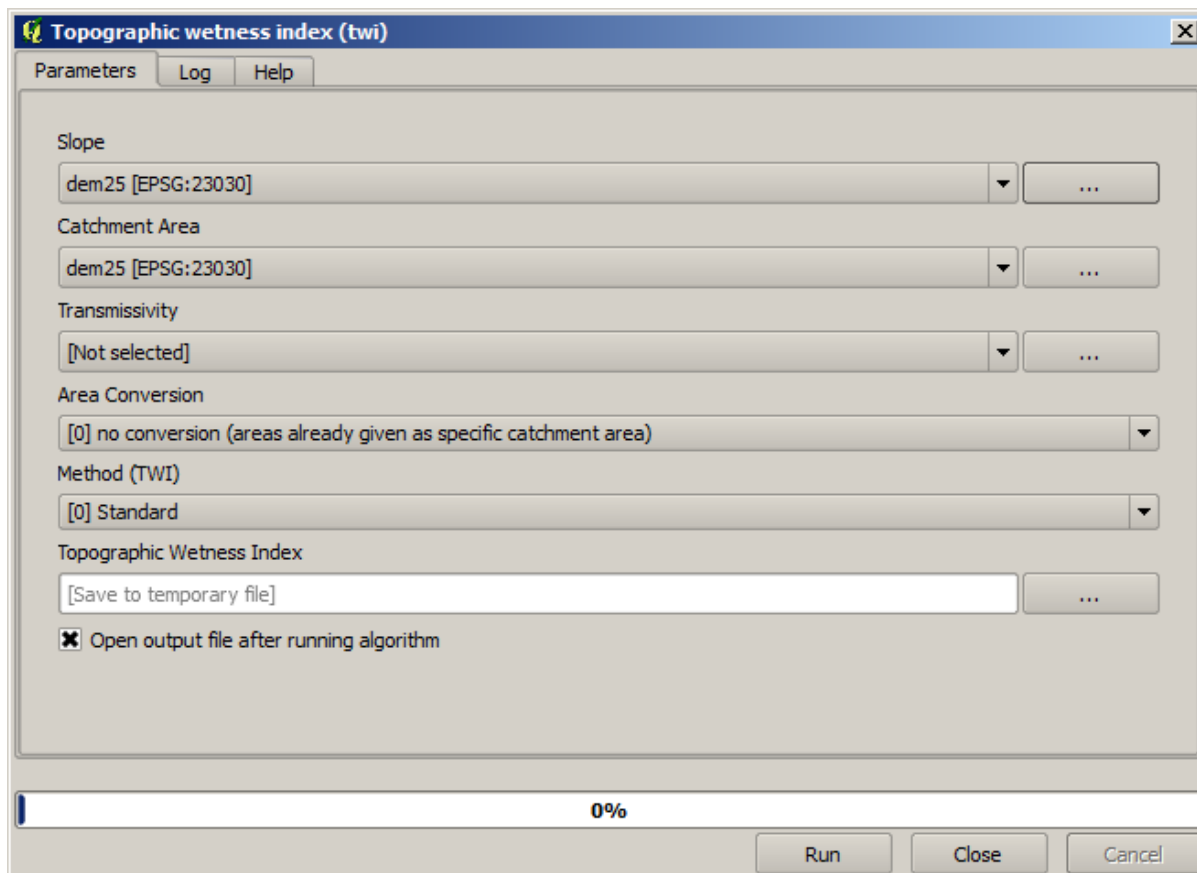 Topographic wetness index (twi)
Parameters Log Help
Slope
dem25 [EPSG:23030]
...
Catchment Area
dem25 [EPSG:23030]
...
Transmissivity
[Not selected]
...
Area Conversion
[0] no conversion (areas already given as specific catchment area)
Method (TWI)
[0] Standard
Topographic Wetness Index
[Save to temporary file]
...
Open output file after running algorithm
0%
Run Close Cancel